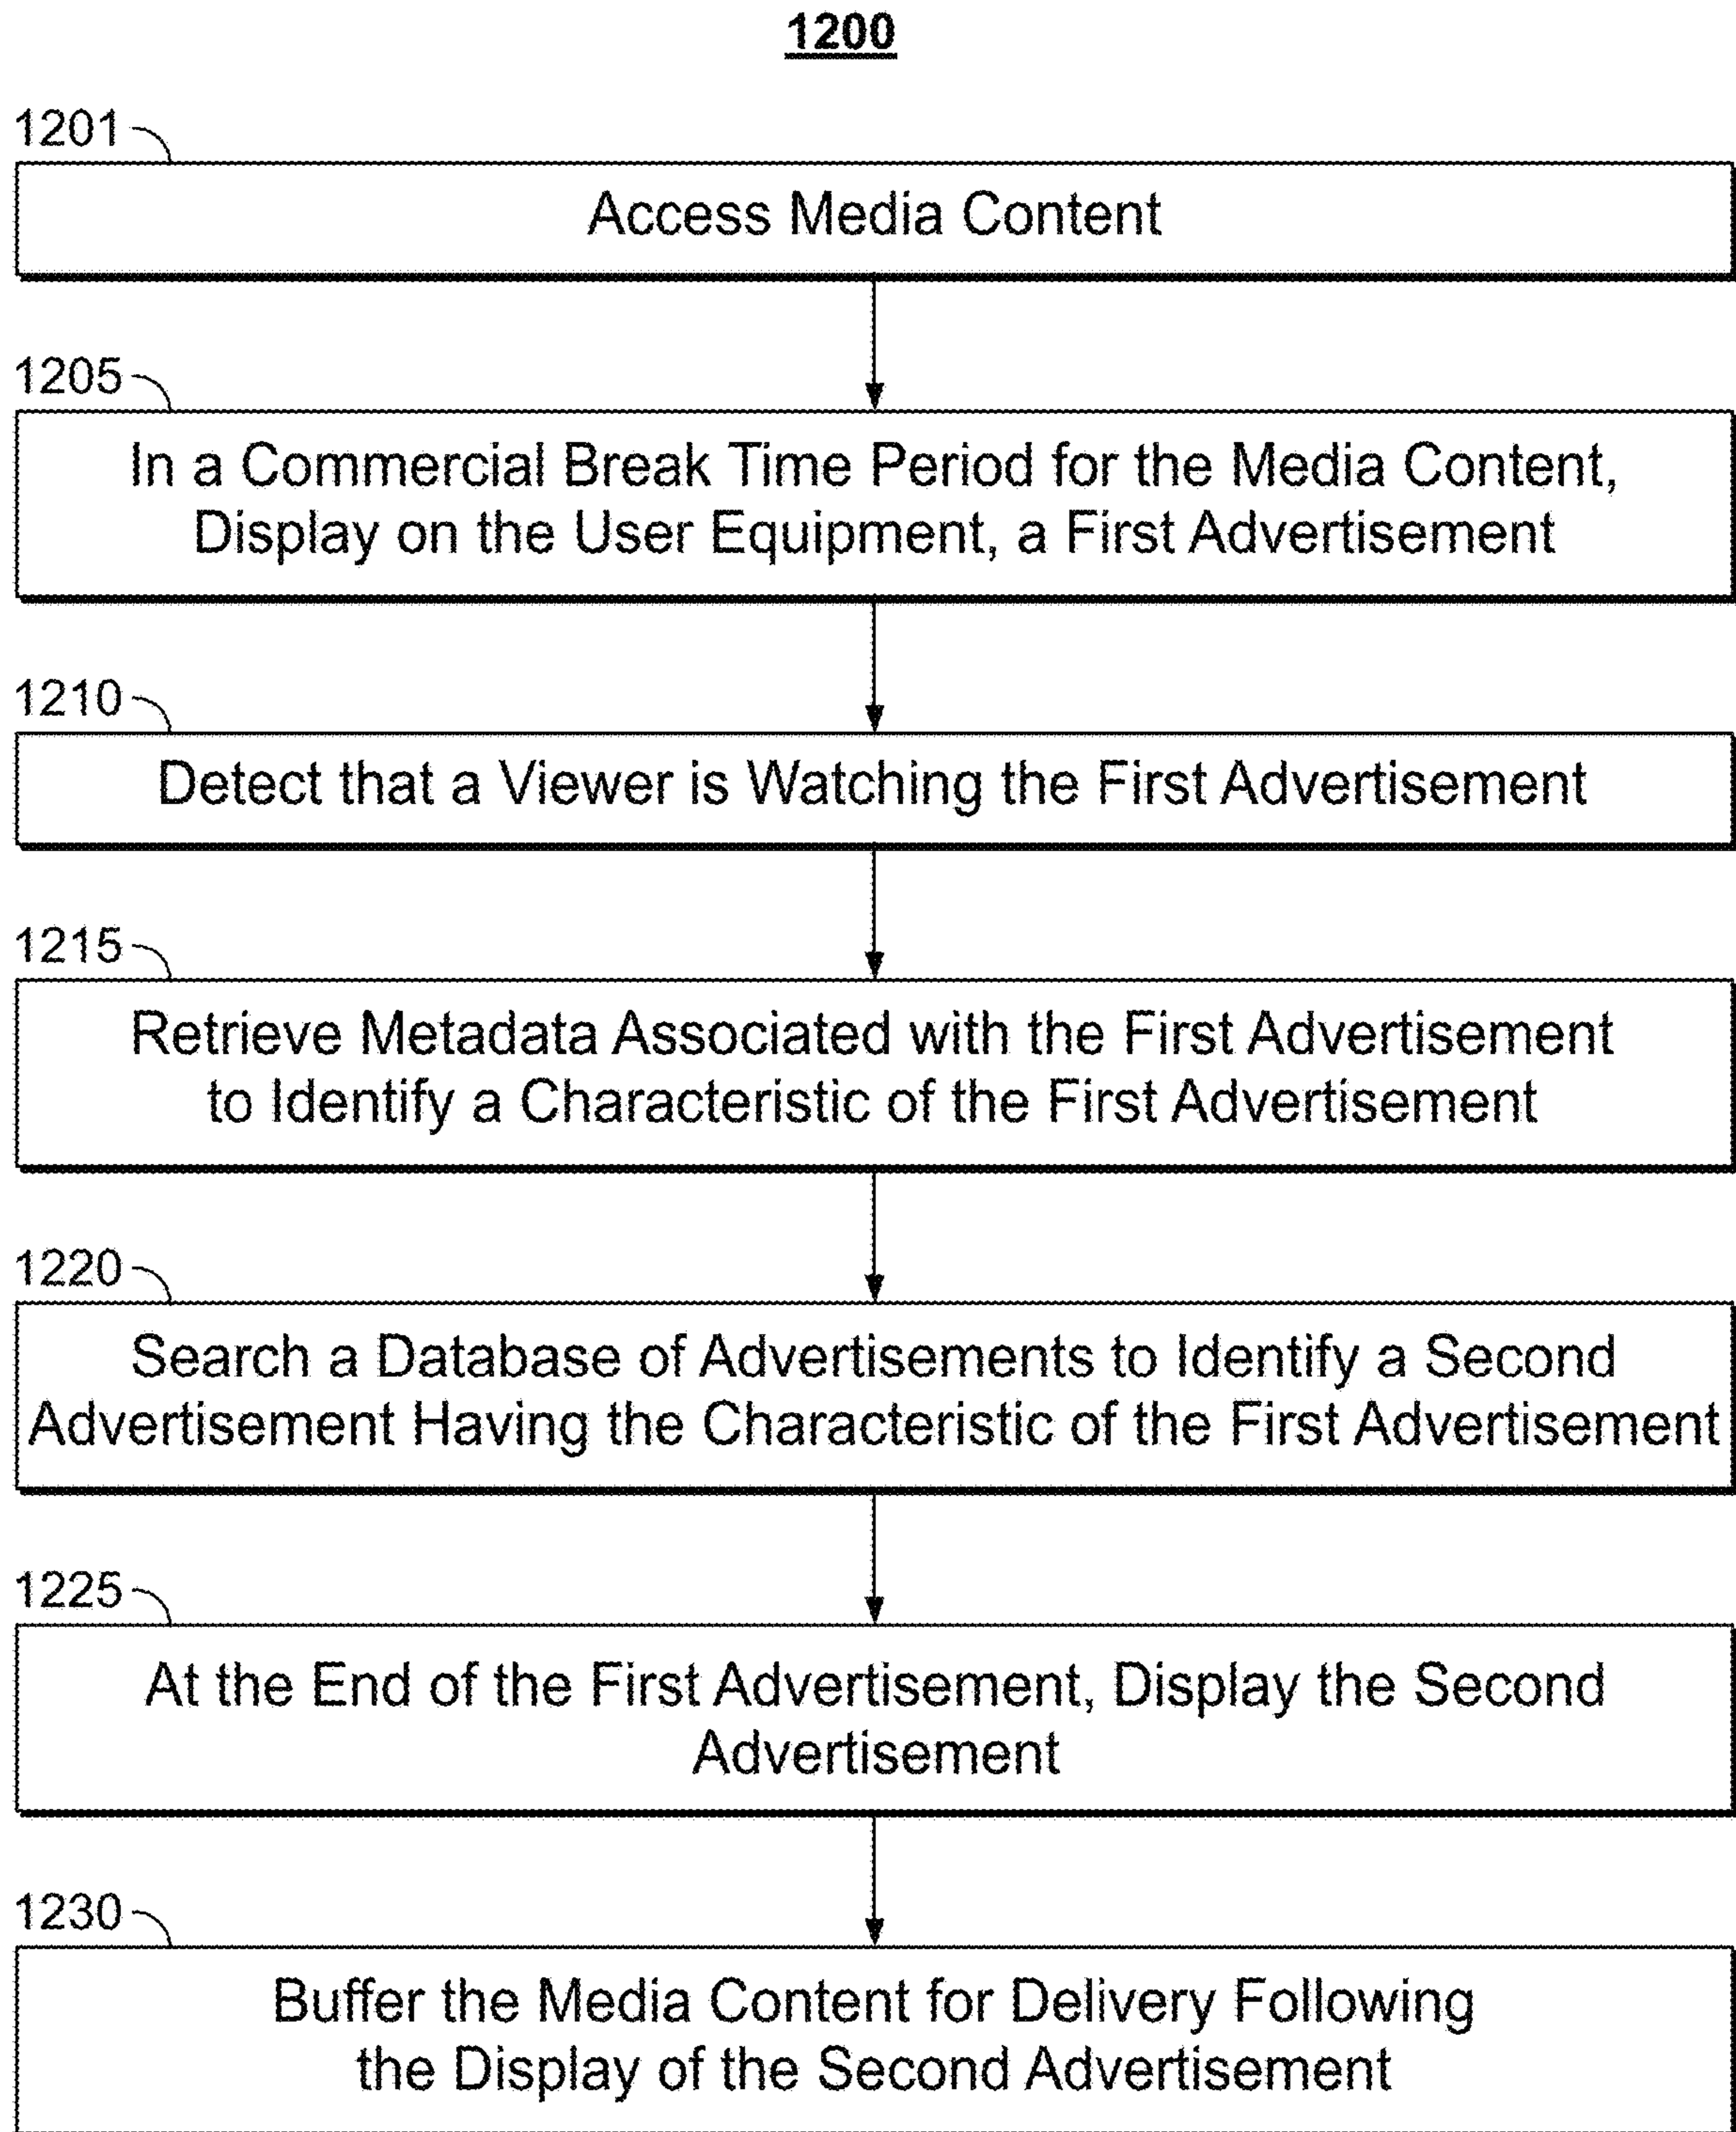 1200
1201
Access Media Content
1205
In a Commercial Break Time Period for the Media Content,
Display on the User Equipment, a First Advertisement
1210
Detect that a Viewer is Watching the First Advertisement
1215
Retrieve Metadata Associated with the First Advertisement
to Identify a Characteristic of the First Advertisement
1220
Search a Database of Advertisements to Identify a Second
Advertisement Having the Characteristic of the First Advertisement
1225
At the End of the First Advertisement, Display the Second
Advertisement
1230
Buffer the Media Content for Delivery Following
the Display of the Second Advertisement